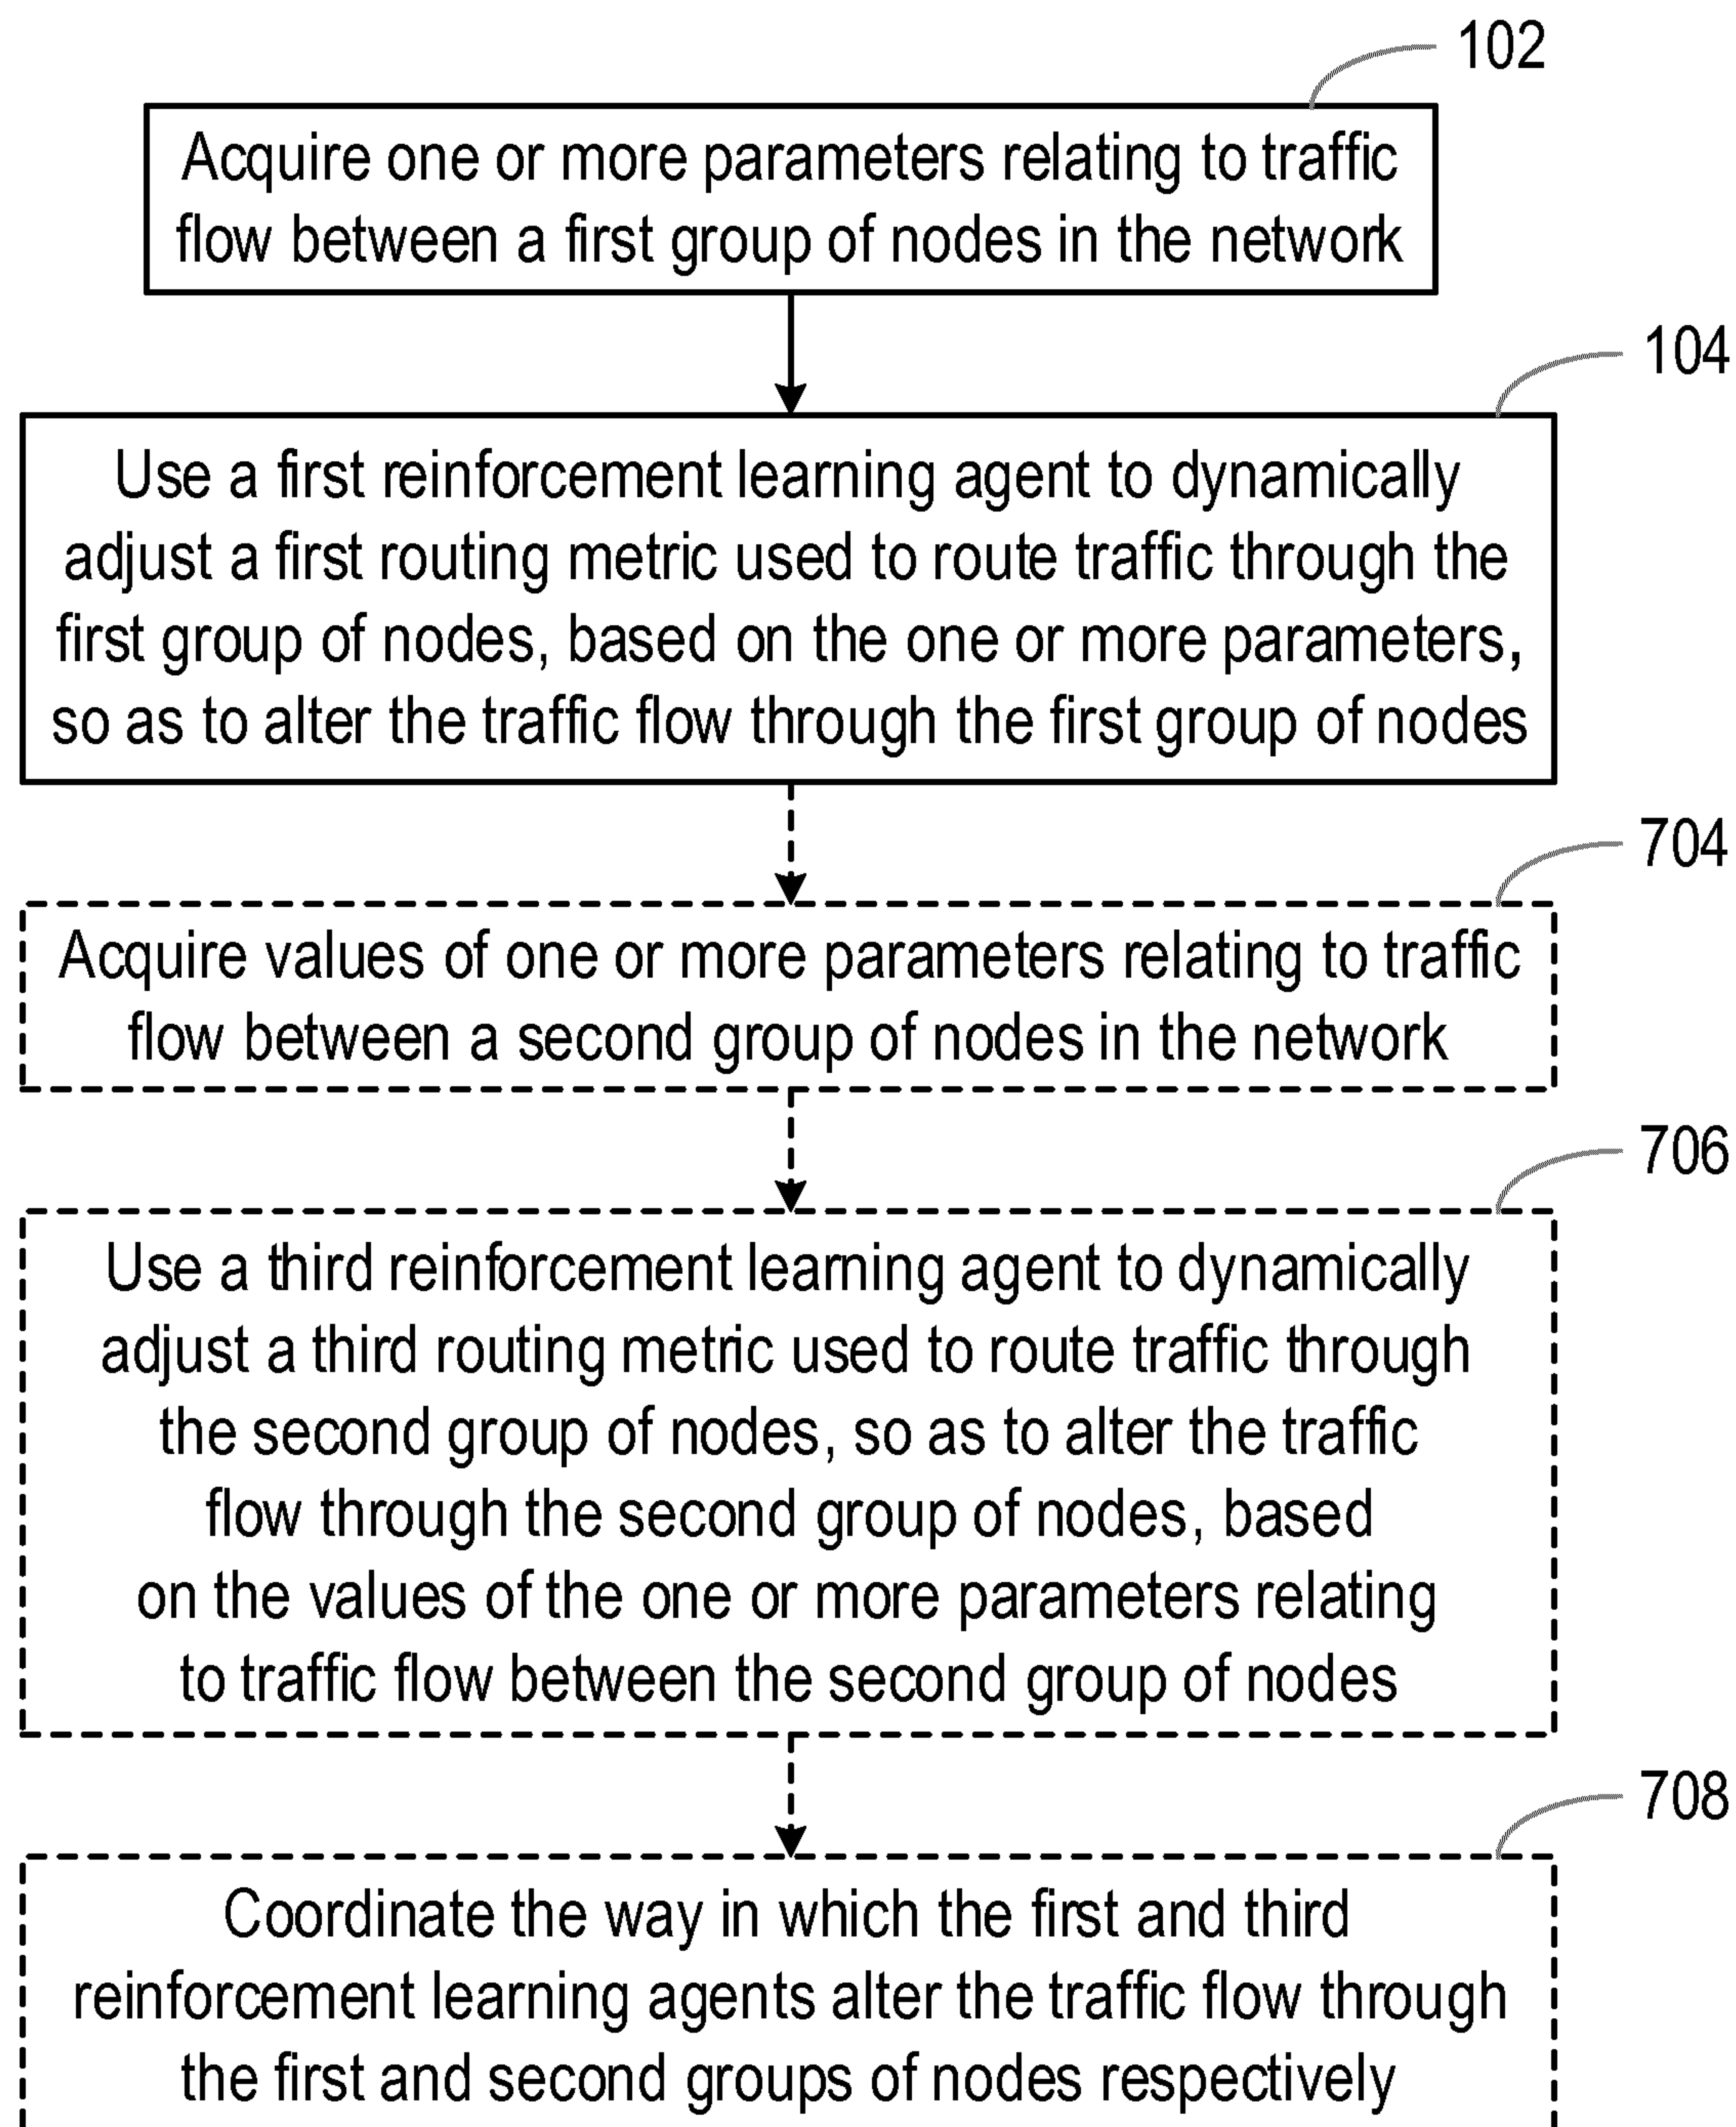 102
Acquire one or more parameters relating to traffic
flow between a first group of nodes in the network
104
Use a first reinforcement learning agent to dynamically
adjust a first routing metric used to route traffic through the
first group of nodes, based on the one or more parameters,
so as to alter the traffic flow through the first group of nodes
704
Acquire values of one or more parameters relating to traffic
flow between a second group of nodes in the network
706
Use a third reinforcement learning agent to dynamically
adjust a third routing metric used to route traffic through
the second group of nodes, so as to alter the traffic
flow through the second group of nodes, based
on the values of the one or more parameters relating
to traffic flow between the second group of nodes
708
Coordinate the way in which the first and third
reinforcement learning agents alter the traffic flow through
the first and second groups of nodes respectively